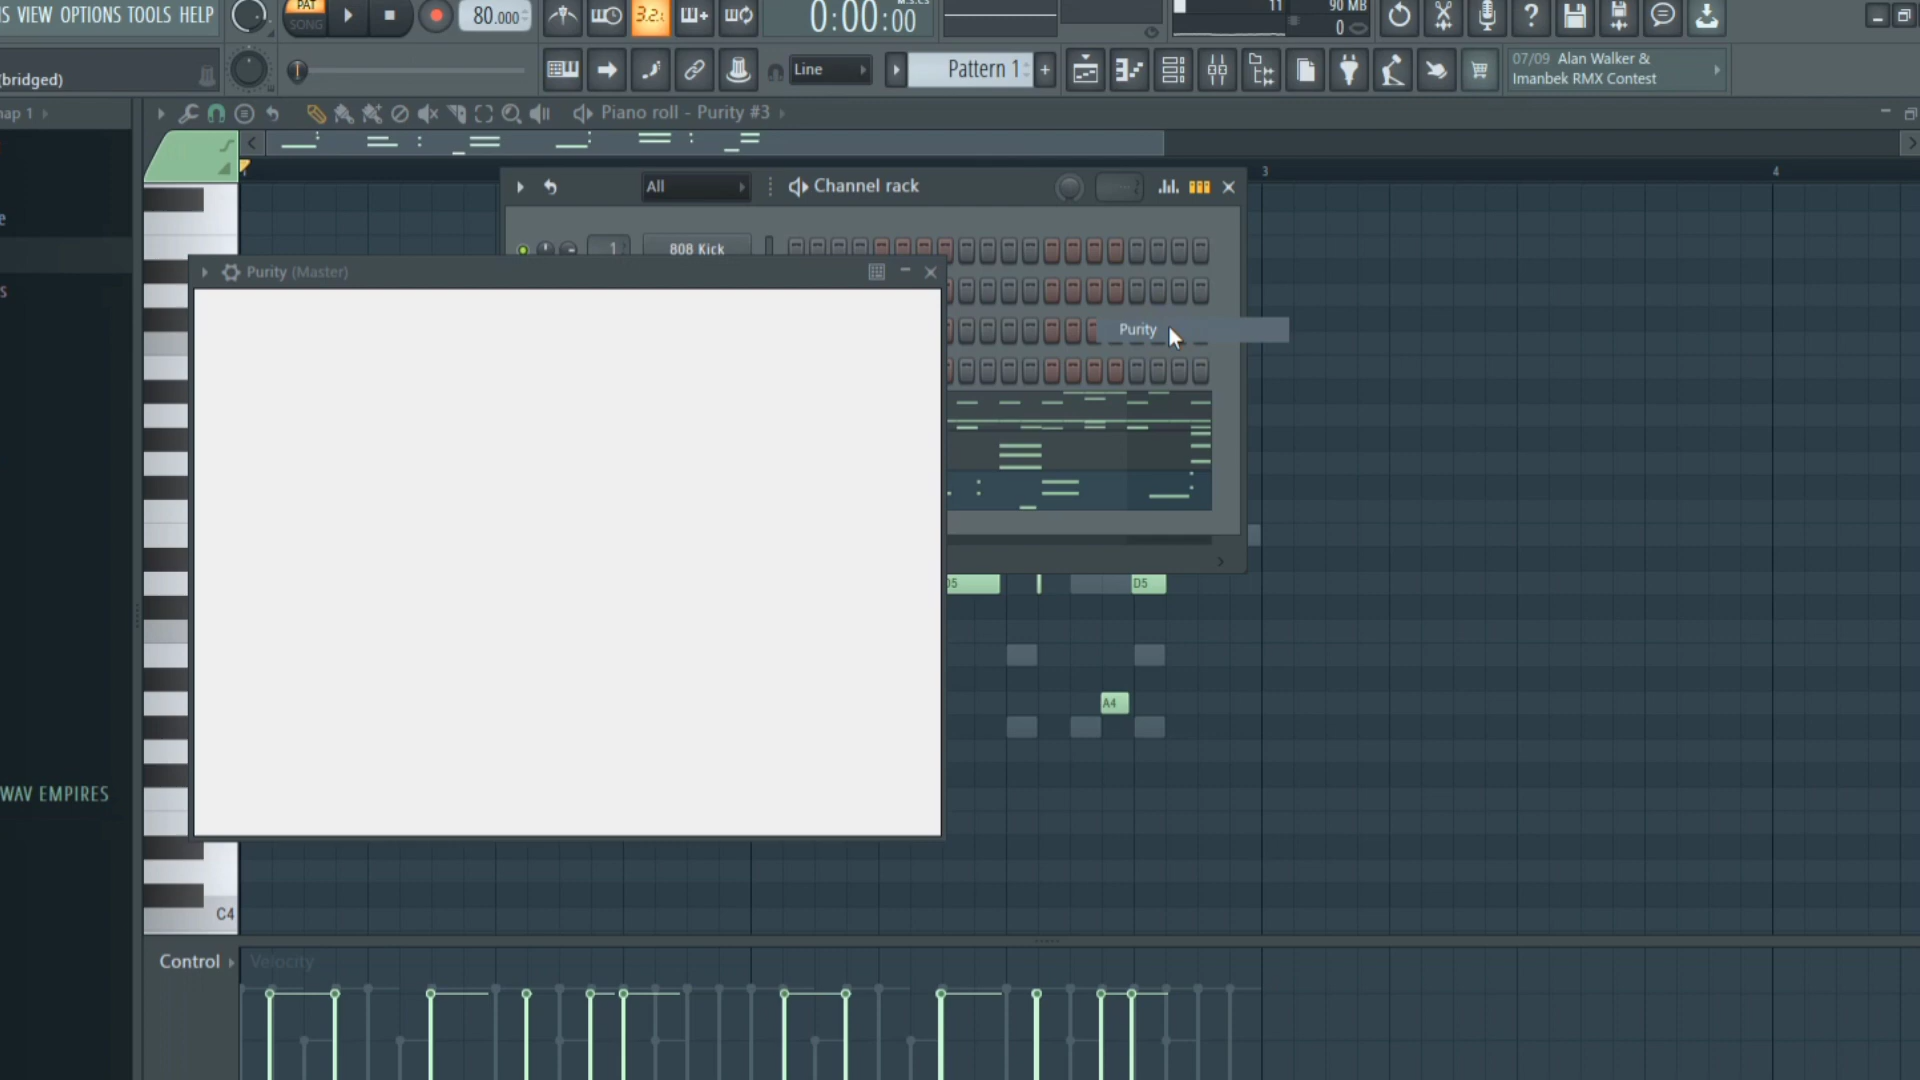 VIEW OPTIONS TOOLS HELP
PAT
SONG
80.000
3.2.
0:00:00
M:S:CS
11
90 MB
0
(bridged)
Line
Pattern 1
+
07/09 Alan Walker &
Imanbek RMX Contest
Piano roll - Purity #3
3
4
All
Channel rack
1
808 Kick
Purity (Master)
Purity
D5
D5
A4
WAV EMPIRES
C4
Control
Velocity